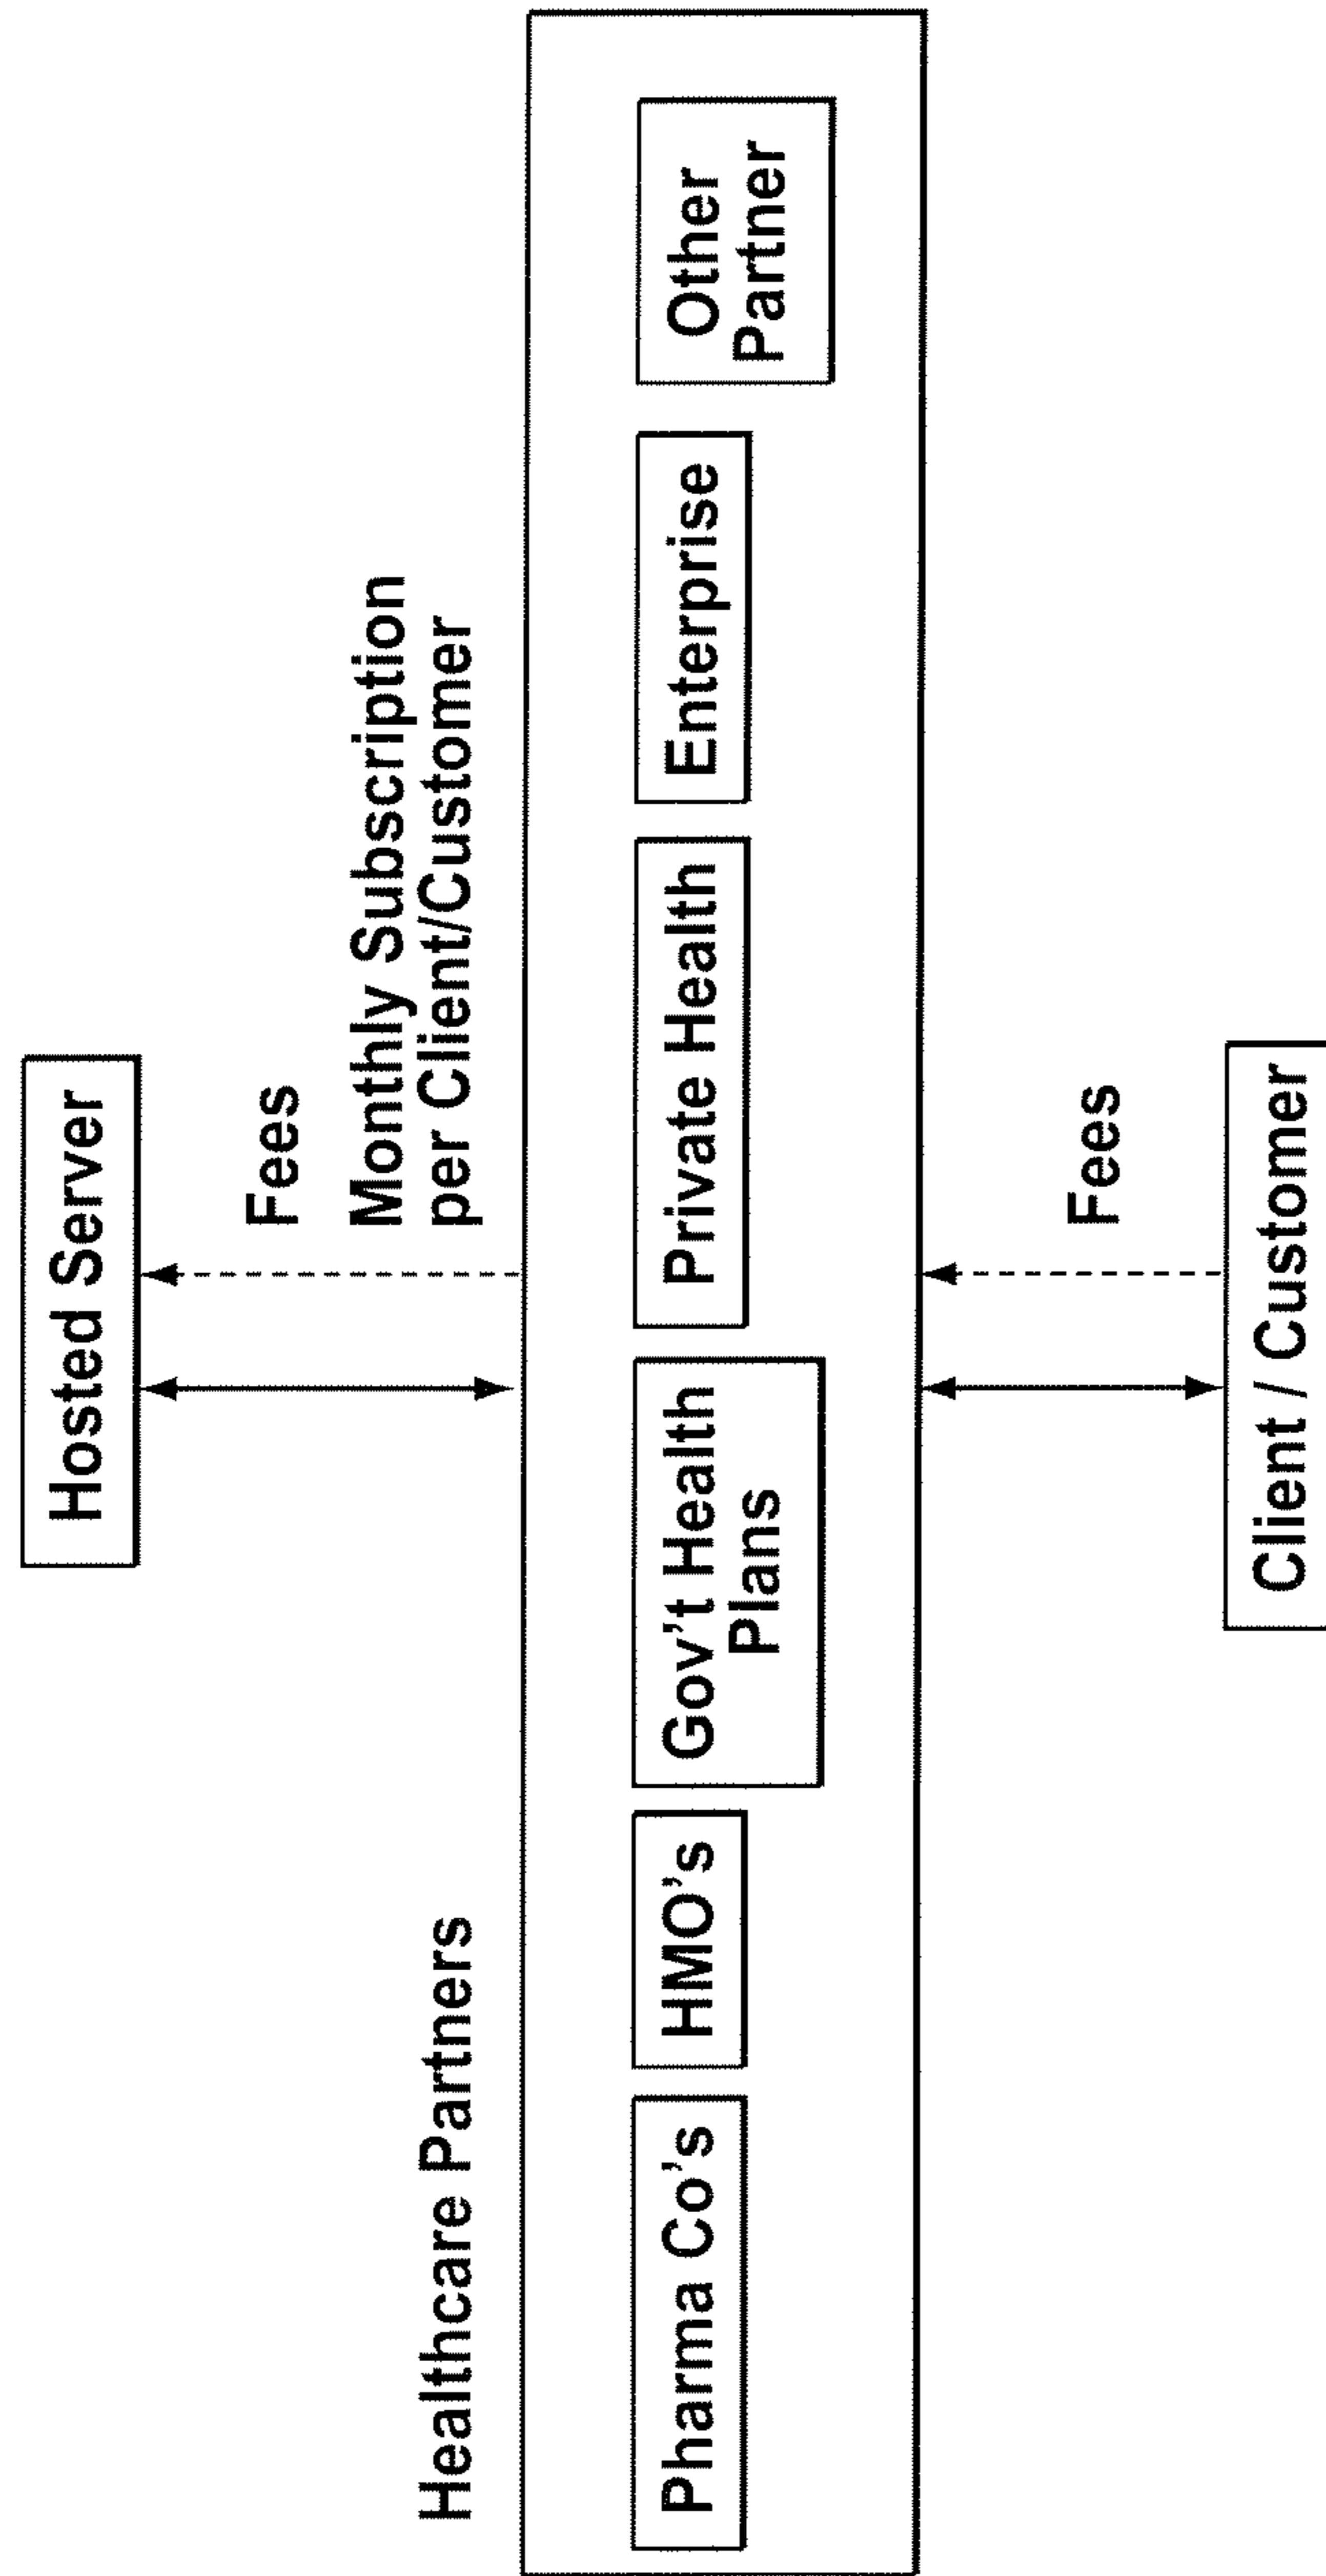 Hosted Server
Fees
Monthly Subscription
per Client/Customer
Healthcare Partners
Pharma Co's
HMO's
Gov't Health
Plans
Private Health
Enterprise
Other
Partner
Fees
Client / Customer